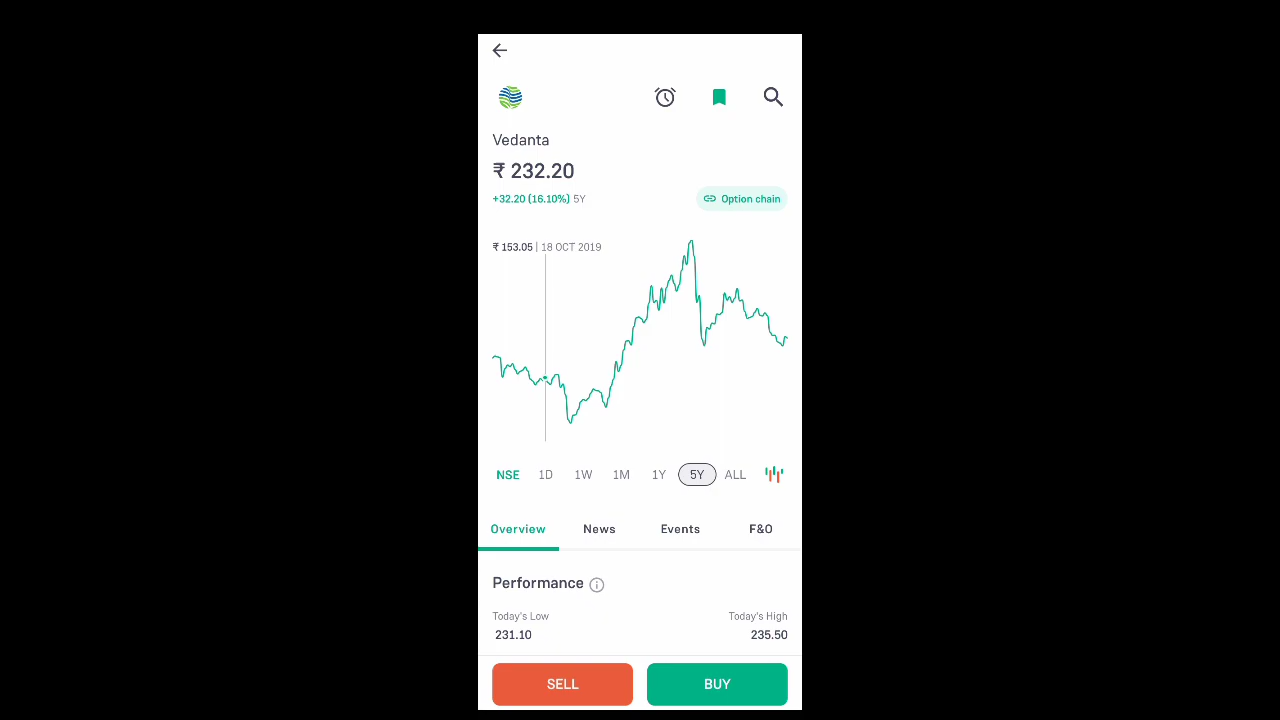 Vedanta
₹ 232.20
+32.20 (16.10%) 5Y
Option chain
₹ 153.05 | 18 OCT 2019
NSE 1D 1W 1M 1Y 5Y ALL
Overview News Events F&O
Performance
Today's Low Today's High
231.10 235.50
SELL BUY